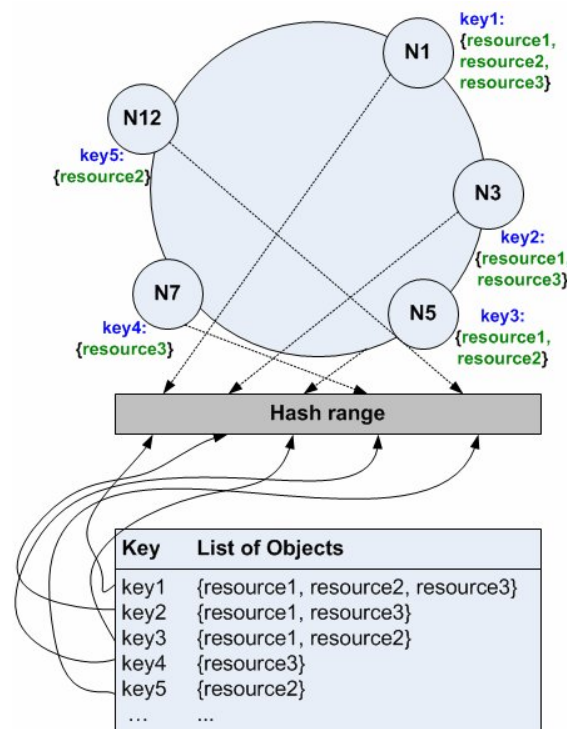 key1:
{resource1,
resource2,
resource3}
N1
N12
key5:
{resource2}
N3
key2:
{resource1,
resource3}
N7
key4:
{resource3}
N5
key3:
{resource1,
resource2}
Hash range
Key List of Objects
key1 {resource1, resource2, resource3}
key2 {resource1, resource3}
key3 {resource1, resource2}
key4 {resource3}
key5 {resource2}
... ...